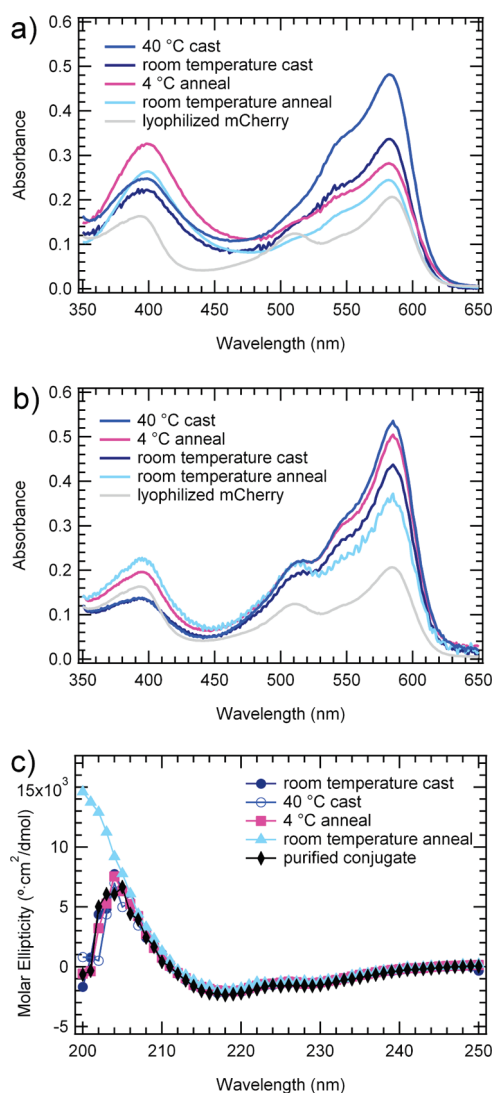 a)
0.6
0.5
0.4
0.3
0.2
0.1
0.0
Absorbance
40 °C cast
room temperature cast
4 °C anneal
room temperature anneal
lyophilized mCherry
350 400 450 500 550 600 650
Wavelength (nm)
b)
0.6
0.5
0.4
0.3
0.2
0.1
0.0
Absorbance
40 °C cast
4 °C anneal
room temperature cast
room temperature anneal
lyophilized mCherry
350 400 450 500 550 600 650
Wavelength (nm)
c)
15x10³
10
5
0
-5
Molar Ellipticity (º·cm²/dmol)
room temperature cast
40 °C cast
4 °C anneal
room temperature anneal
purified conjugate
200 210 220 230 240 250
Wavelength (nm)